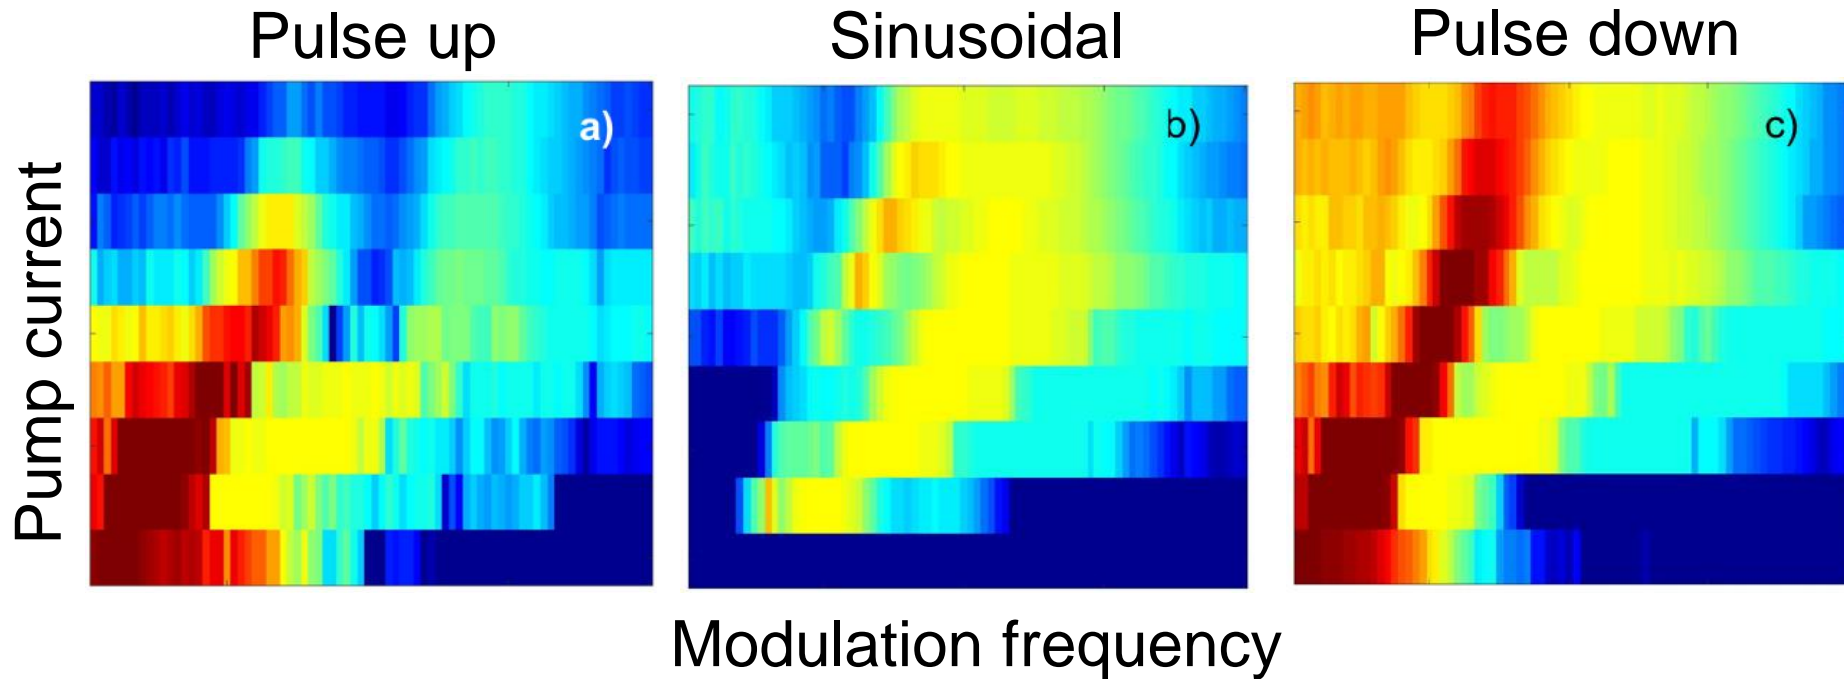 Pulse up
Sinusoidal
Pulse down
a)
b)
c)
Pump current
Modulation frequency